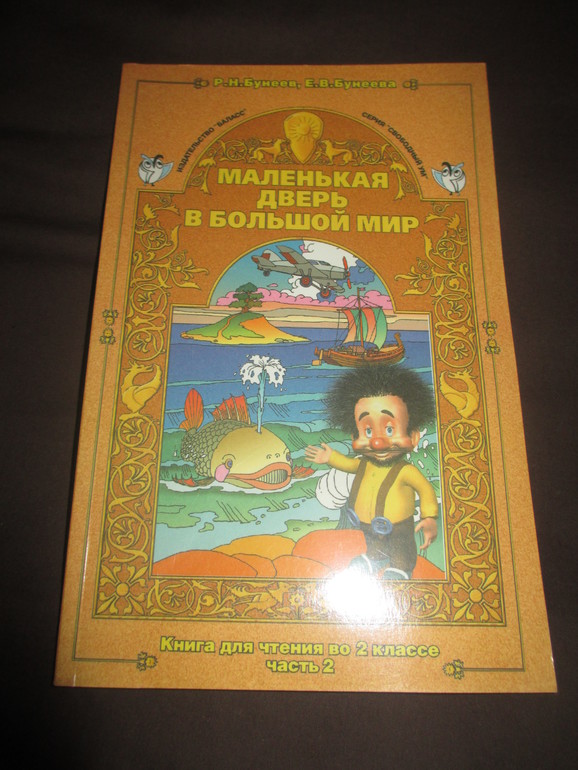 Р.Н.Бунеев, Е.В.Бунеева
ИЗДАТЕЛЬСТВО "БАЛАСС"
СЕРИЯ "СВОБОДНЫЙ УМ"
МАЛЕНЬКАЯ
ДВЕРЬ
В БОЛЬШОЙ МИР
Книга для чтения во 2 классе
часть 2